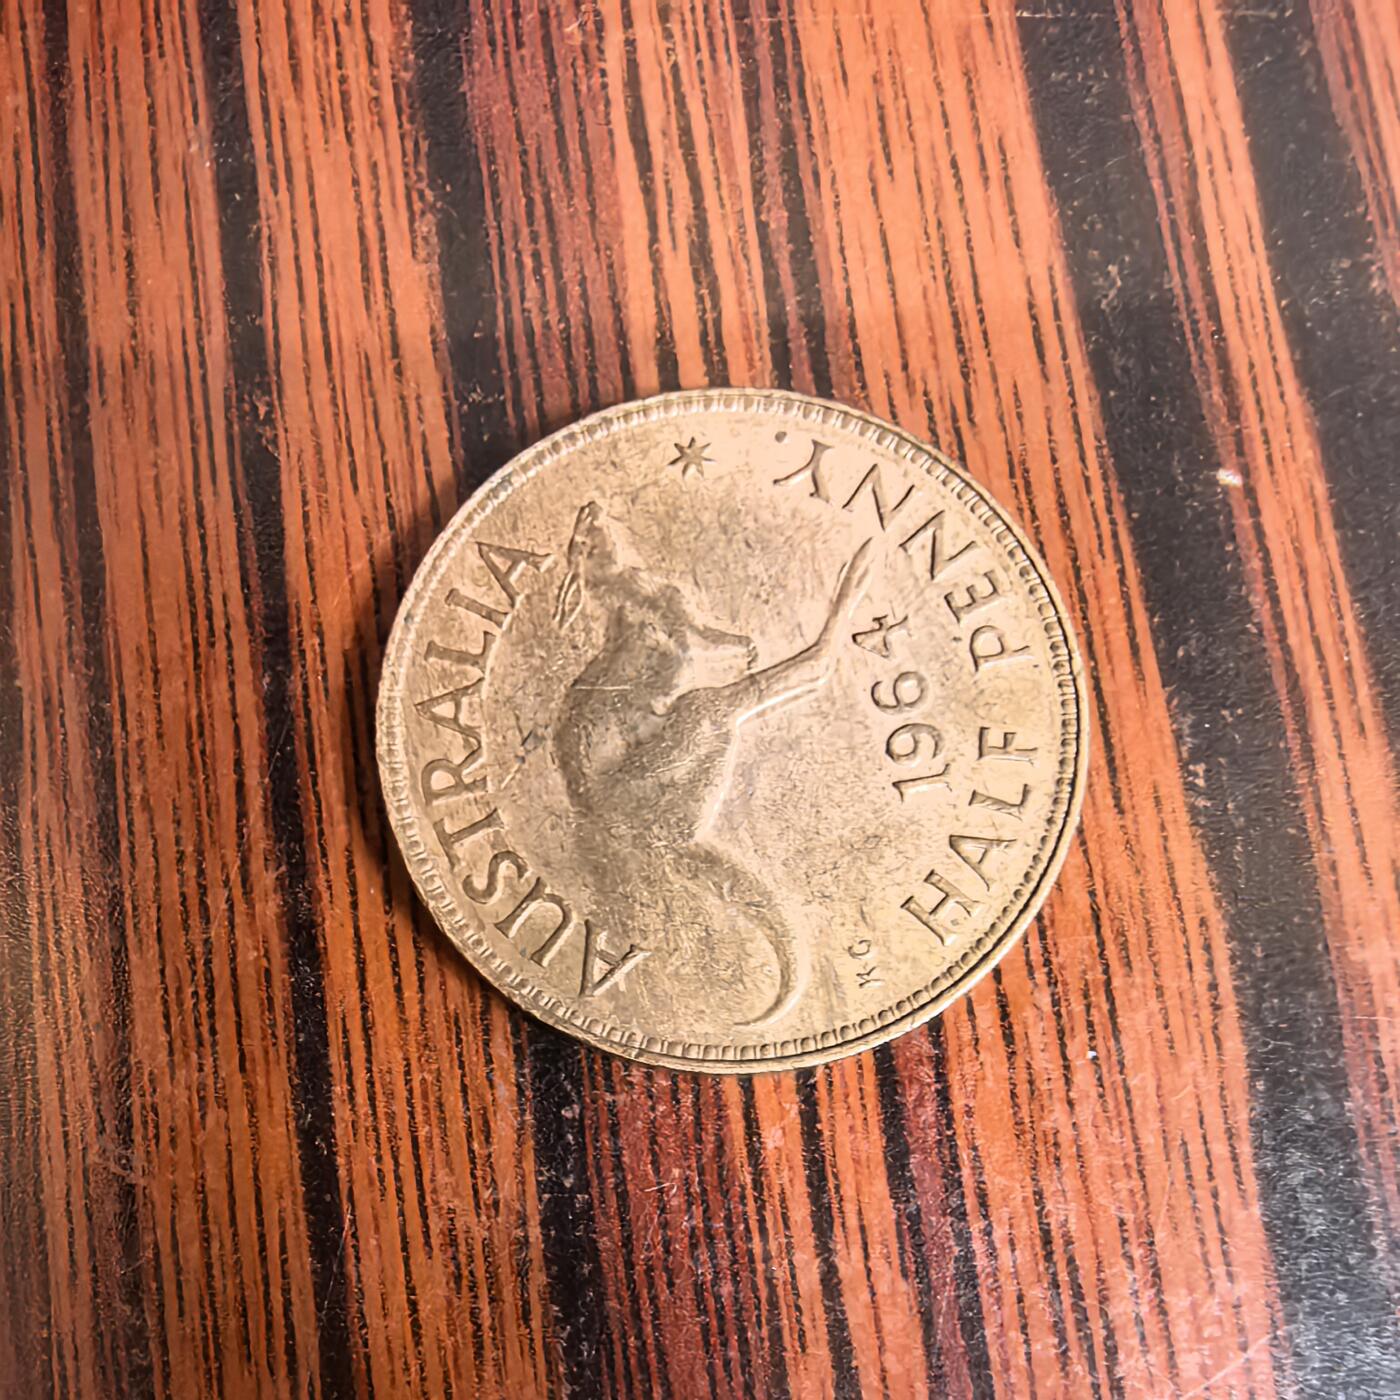 AUSTRALIA
1964
HALF PENNY.
KG